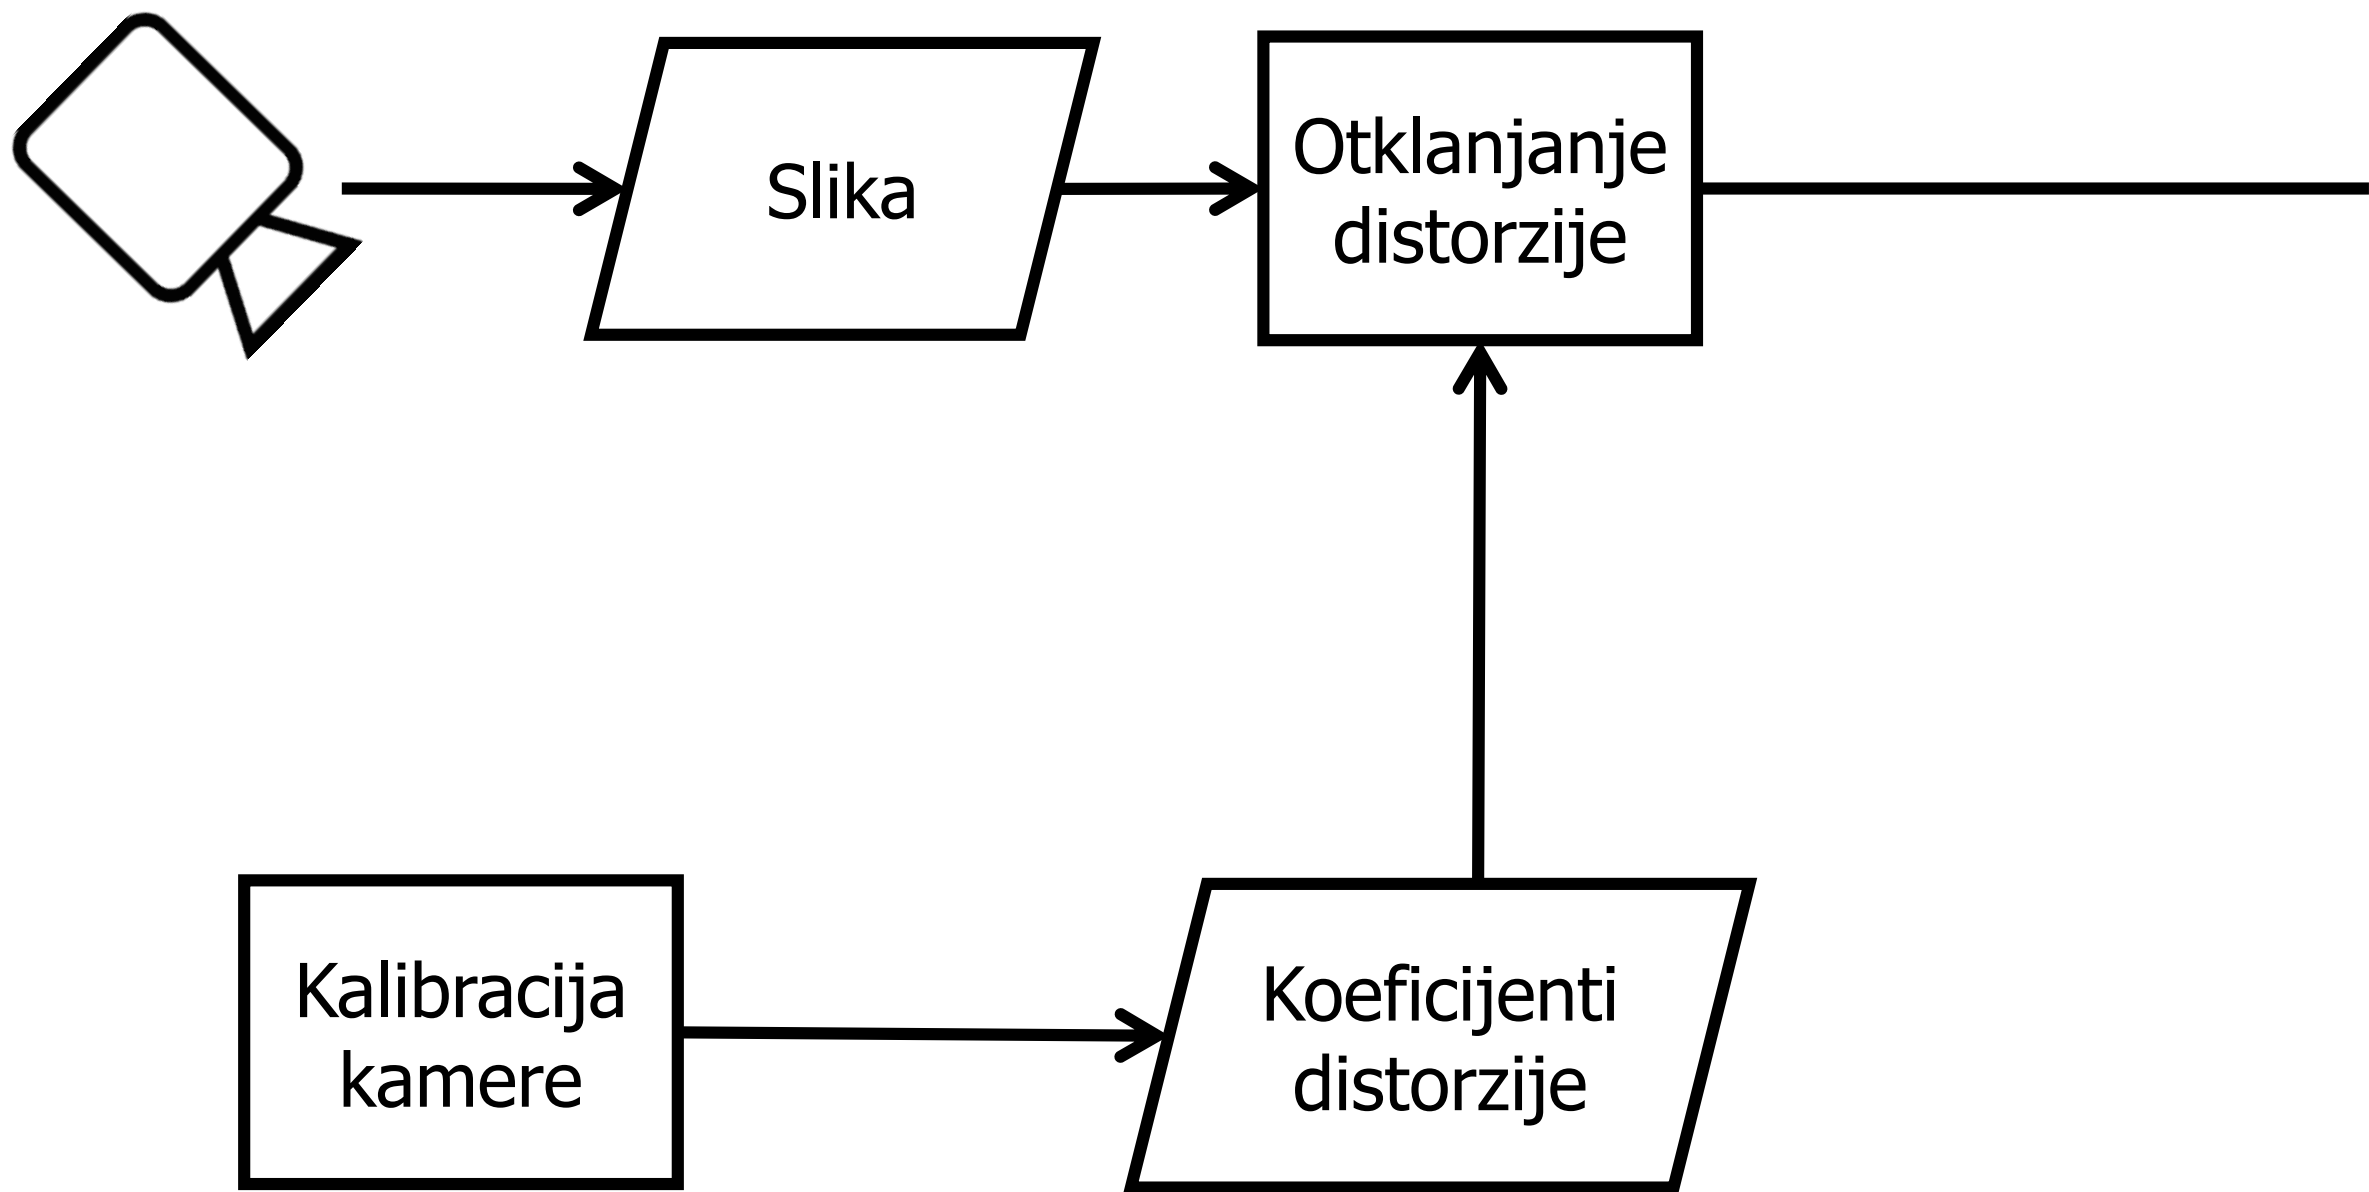 Slika
Otklanjanje
distorzije
Kalibracija
kamere
Koeficijenti
distorzije